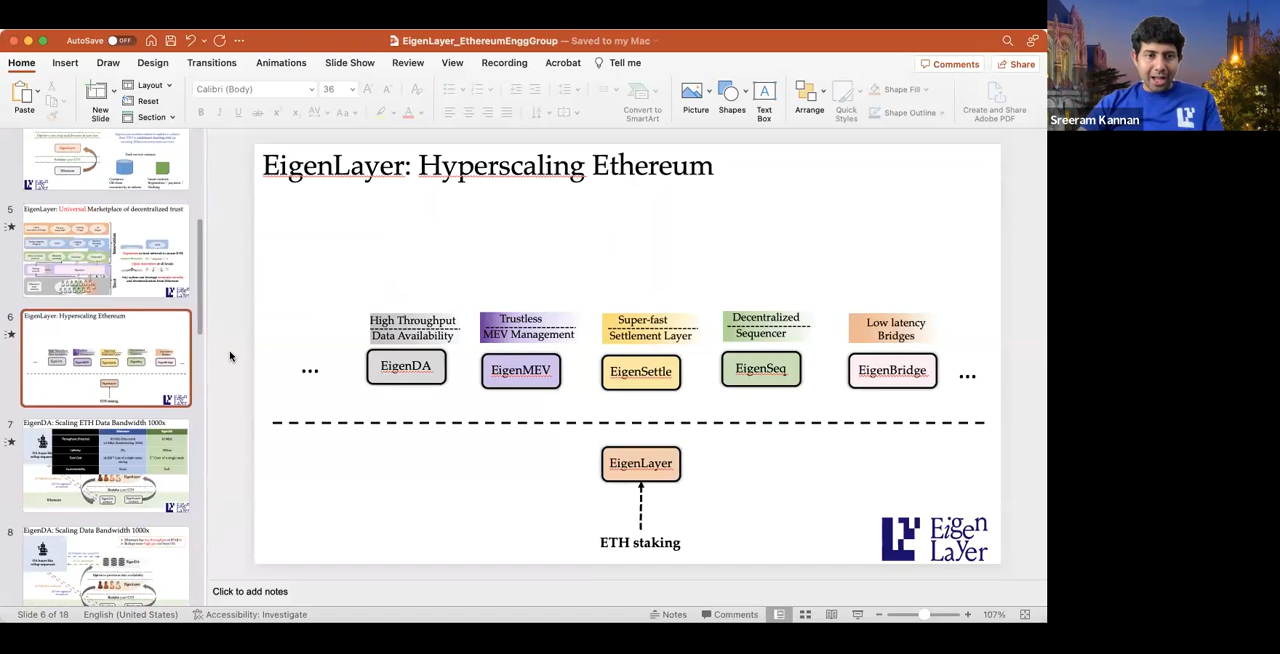 AutoSave OFF
EigenLayer_EthereumEnggGroup — Saved to my Mac
Home Insert Draw Design Transitions Animations Slide Show Review View Recording Acrobat Tell me
Comments Share
Paste
New Slide
Layout
Reset
Section
Calibri (Body) 36
Convert to SmartArt
Picture
Shapes
Text Box
Arrange
Quick Styles
Shape Fill
Shape Outline
Create and Share Adobe PDF
Sreeram Kannan
5
EigenLayer: Universal Marketplace of decentralized trust
6
EigenLayer: Hyperscaling Ethereum
7
EigenDA: Scaling ETH Data Bandwidth 1000x
8
EigenDA: Scaling Data Bandwidth 1000x
EigenLayer: Hyperscaling Ethereum
High Throughput
Data Availability
Trustless
MEV Management
Super-fast
Settlement Layer
Decentralized
Sequencer
Low latency
Bridges
...
EigenDA
EigenMEV
EigenSettle
EigenSeq
EigenBridge
...
EigenLayer
ETH staking
Eigen
Layer
Click to add notes
Slide 6 of 18 English (United States) Accessibility: Investigate
Notes Comments 107%